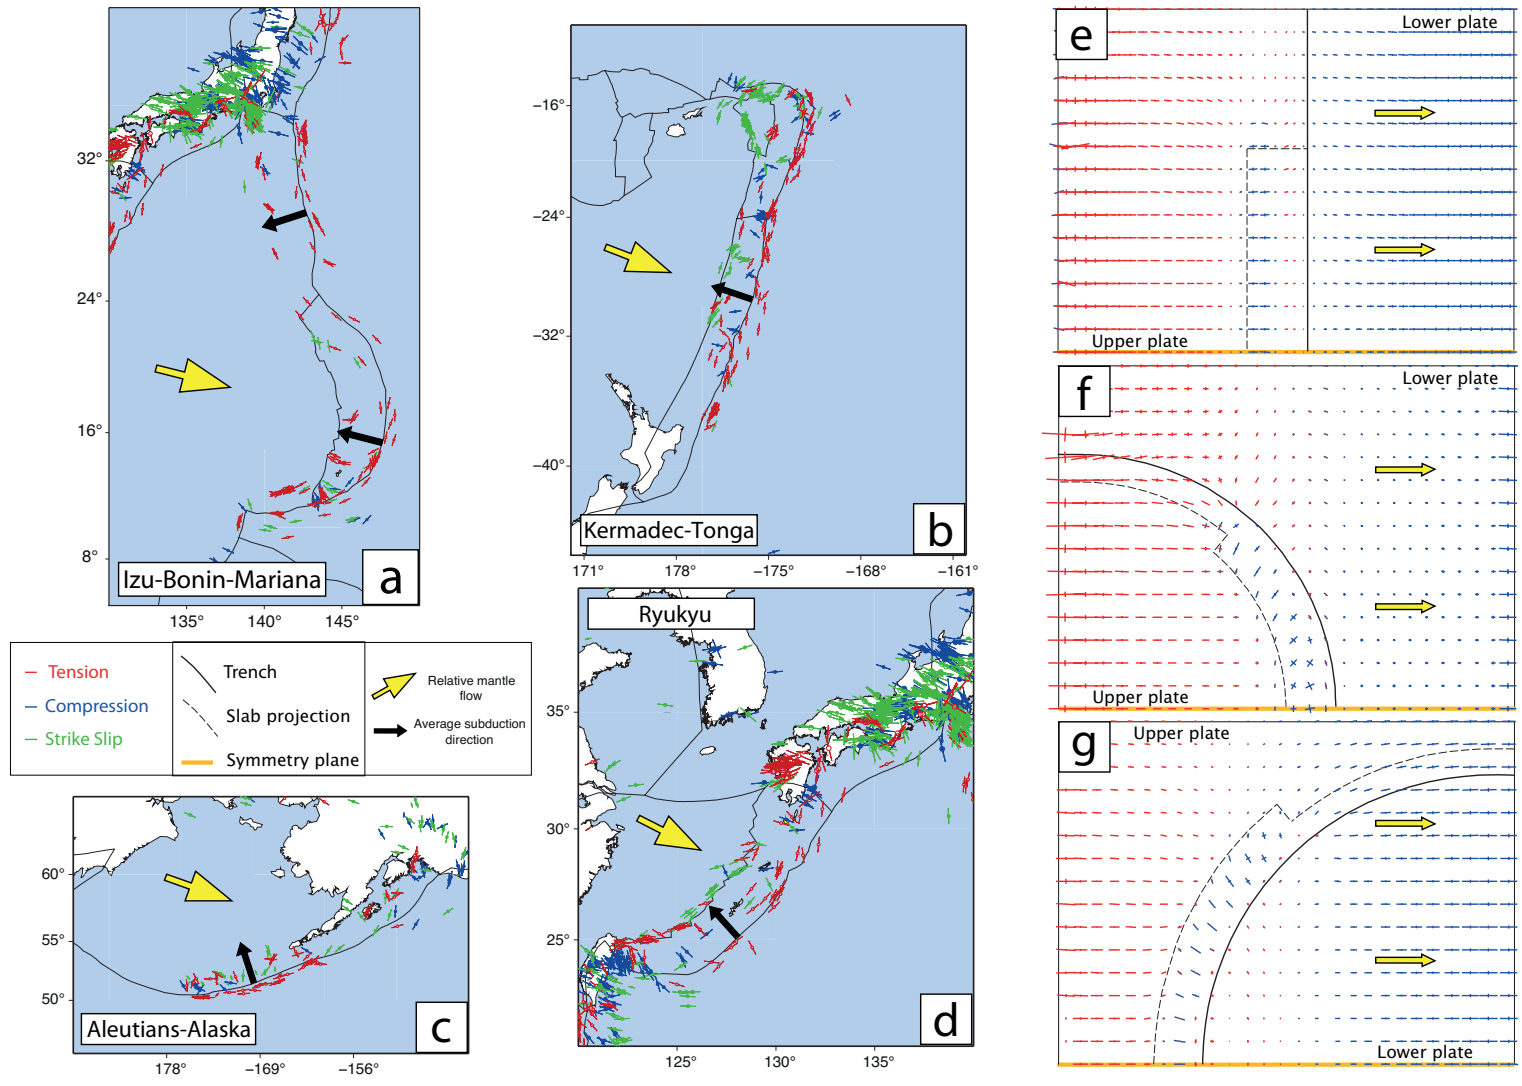 a
Izu-Bonin-Mariana
32°
24°
16°
8°
135°
140°
145°
b
Kermadec-Tonga
−16°
−24°
−32°
−40°
171°
178°
−175°
−168°
−161°
Tension
Compression
Strike Slip
Trench
Slab projection
Symmetry plane
Relative mantle
flow
Average subduction
direction
c
Aleutians-Alaska
60°
55°
50°
178°
−169°
−156°
d
Ryukyu
35°
30°
25°
125°
130°
135°
e
Lower plate
Upper plate
f
Lower plate
Upper plate
g
Upper plate
Lower plate